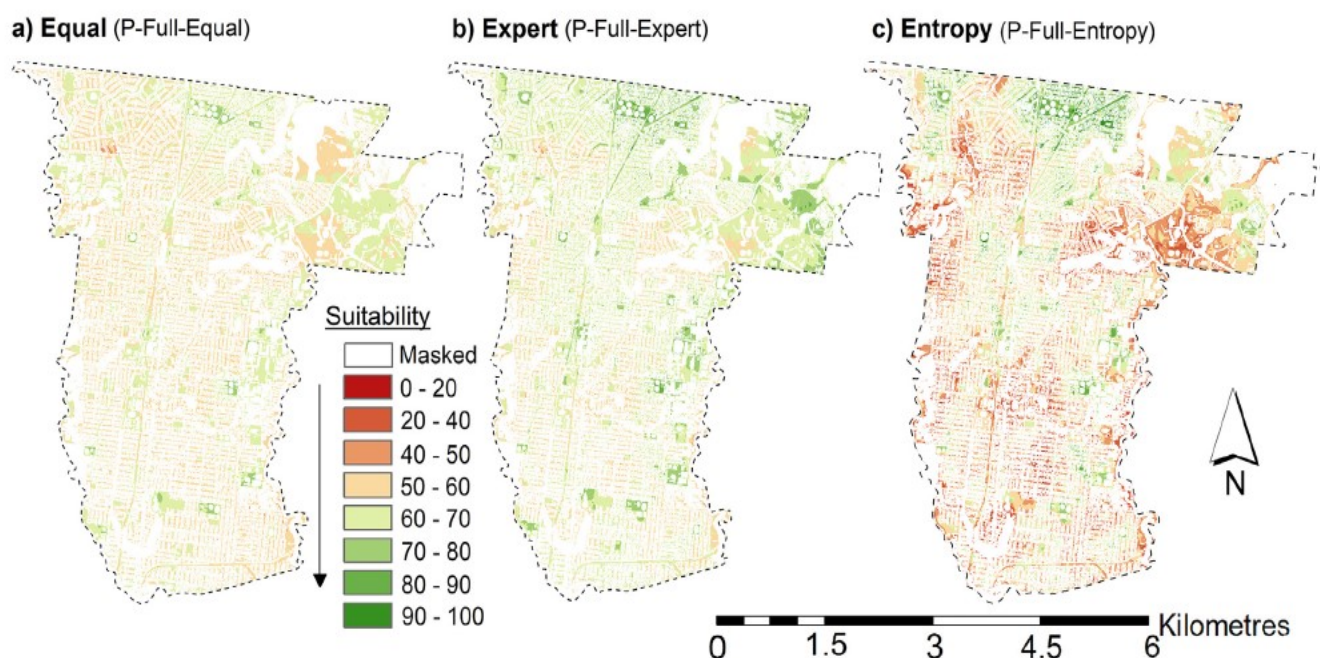 a) Equal (P-Full-Equal)
b) Expert (P-Full-Expert)
c) Entropy (P-Full-Entropy)
Suitability
Masked
0 - 20
20 - 40
40 - 50
50 - 60
60 - 70
70 - 80
80 - 90
90 - 100
N
Kilometres
0 1.5 3 4.5 6